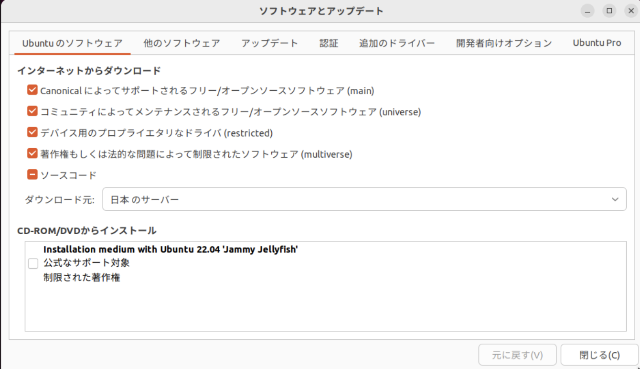 ソフトウェアとアップデート
Ubuntu のソフトウェア 他のソフトウェア アップデート 認証 追加のドライバー 開発者向けオプション Ubuntu Pro
インターネットからダウンロード
Canonical によってサポートされるフリー/オープンソースソフトウェア (main)
コミュニティによってメンテナンスされるフリー/オープンソースソフトウェア (universe)
デバイス用のプロプライエタリなドライバ (restricted)
著作権もしくは法的な問題によって制限されたソフトウェア (multiverse)
ソースコード
ダウンロード元: 日本 のサーバー
CD-ROM/DVDからインストール
Installation medium with Ubuntu 22.04 'Jammy Jellyfish'
公式なサポート対象
制限された著作権
元に戻す(V) 閉じる(C)